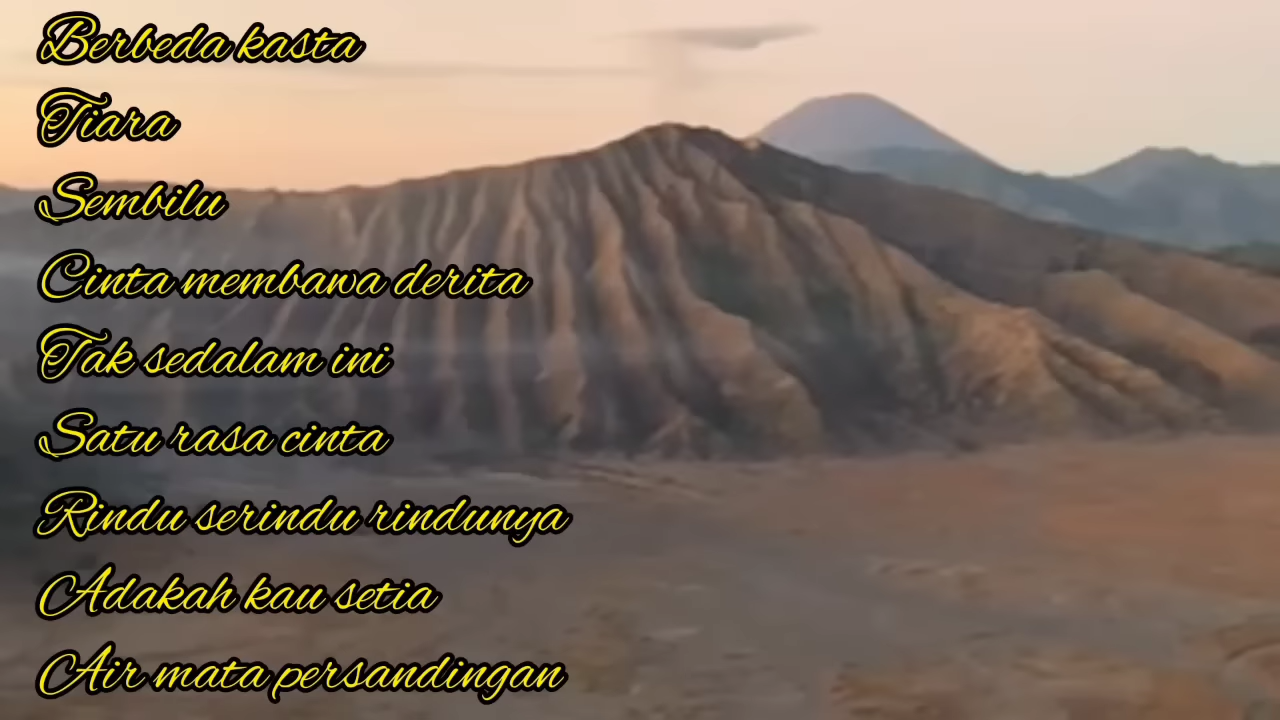 Berbeda kasta
Tiara
Sembilu
Cinta membawa derita
Tak sedalam ini
Satu rasa cinta
Rindu serindu rindunya
Adakah kau setia
Air mata persandingan